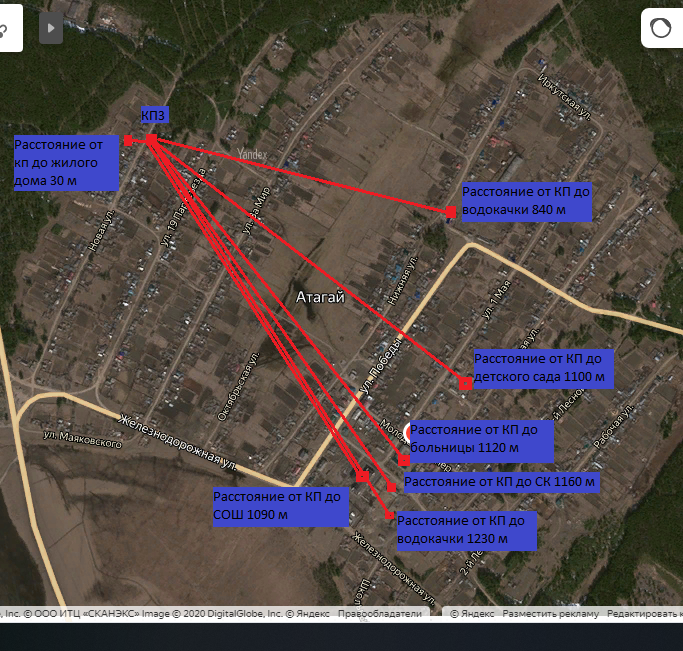 КПЗ
Расстояние от
кп до жилого
дома 30 м
Yandex
Иркутская ул.
Расстояние от КП до
водокачки 840 м
Новая ул.
ул. За Мир
Нижняя ул.
Атагай
ул. 1 Мая
ул. Победы
Октябрьская ул.
Расстояние от КП до
детского сада 1100 м
Рабочая ул.
ул. Маяковского
Железнодорожная ул.
Расстояние от КП до
больницы 1120 м
Расстояние от КП до СК 1160 м
Расстояние от КП до
СОШ 1090 м
Расстояние от КП до
водокачки 1230 м
Железнодорожная ул.
, Inc. © ООО ИТЦ «СКАНЭКС» Image © 2020 DigitalGlobe, Inc. © Яндекс Правообладатели
© Яндекс Разместить рекламу Редактировать к